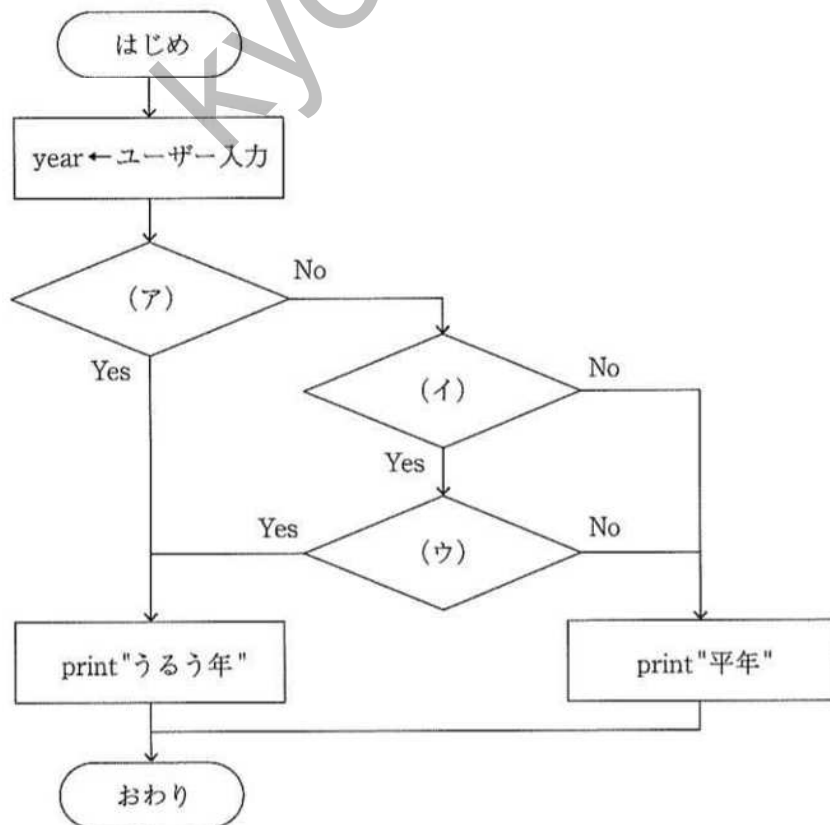 kyo
はじめ
year←ユーザー入力
(ア)
No
Yes
(イ)
No
Yes
(ウ)
Yes
No
print"うるう年"
print"平年"
おわり